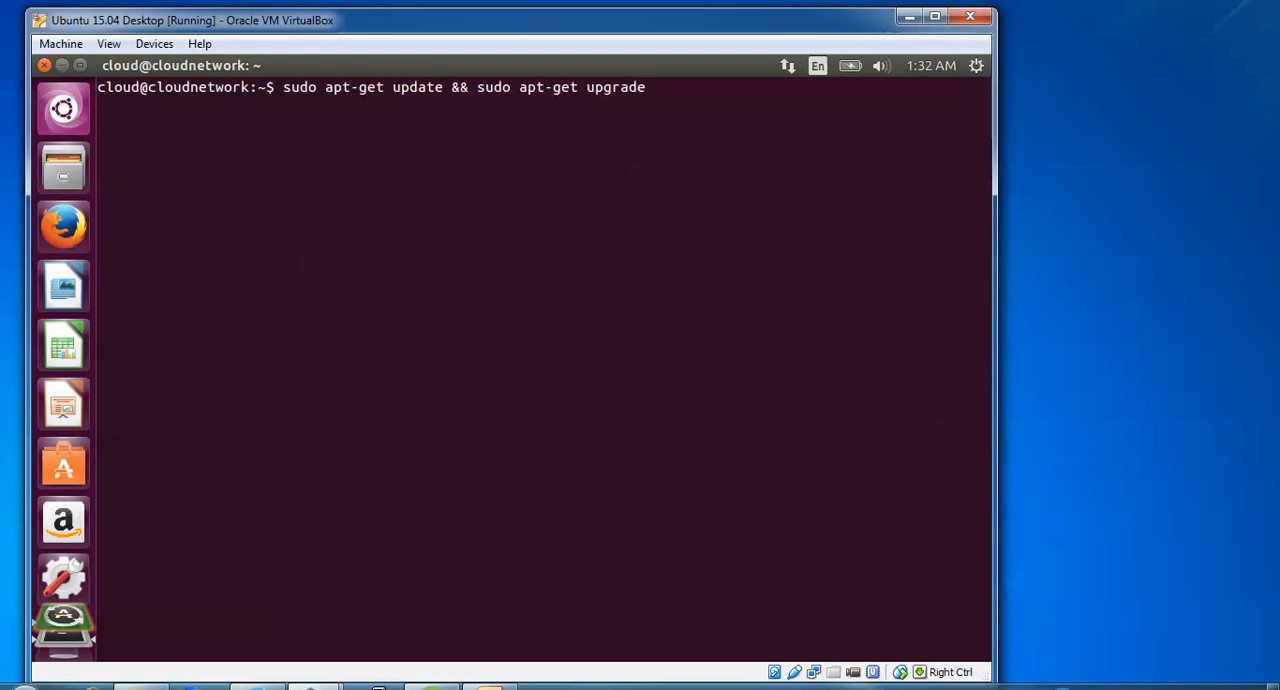 Ubuntu 15.04 Desktop [Running] - Oracle VM VirtualBox
Machine View Devices Help
cloud@cloudnetwork: ~ En 1:32 AM
cloud@cloudnetwork:~$ sudo apt-get update && sudo apt-get upgrade
Right Ctrl